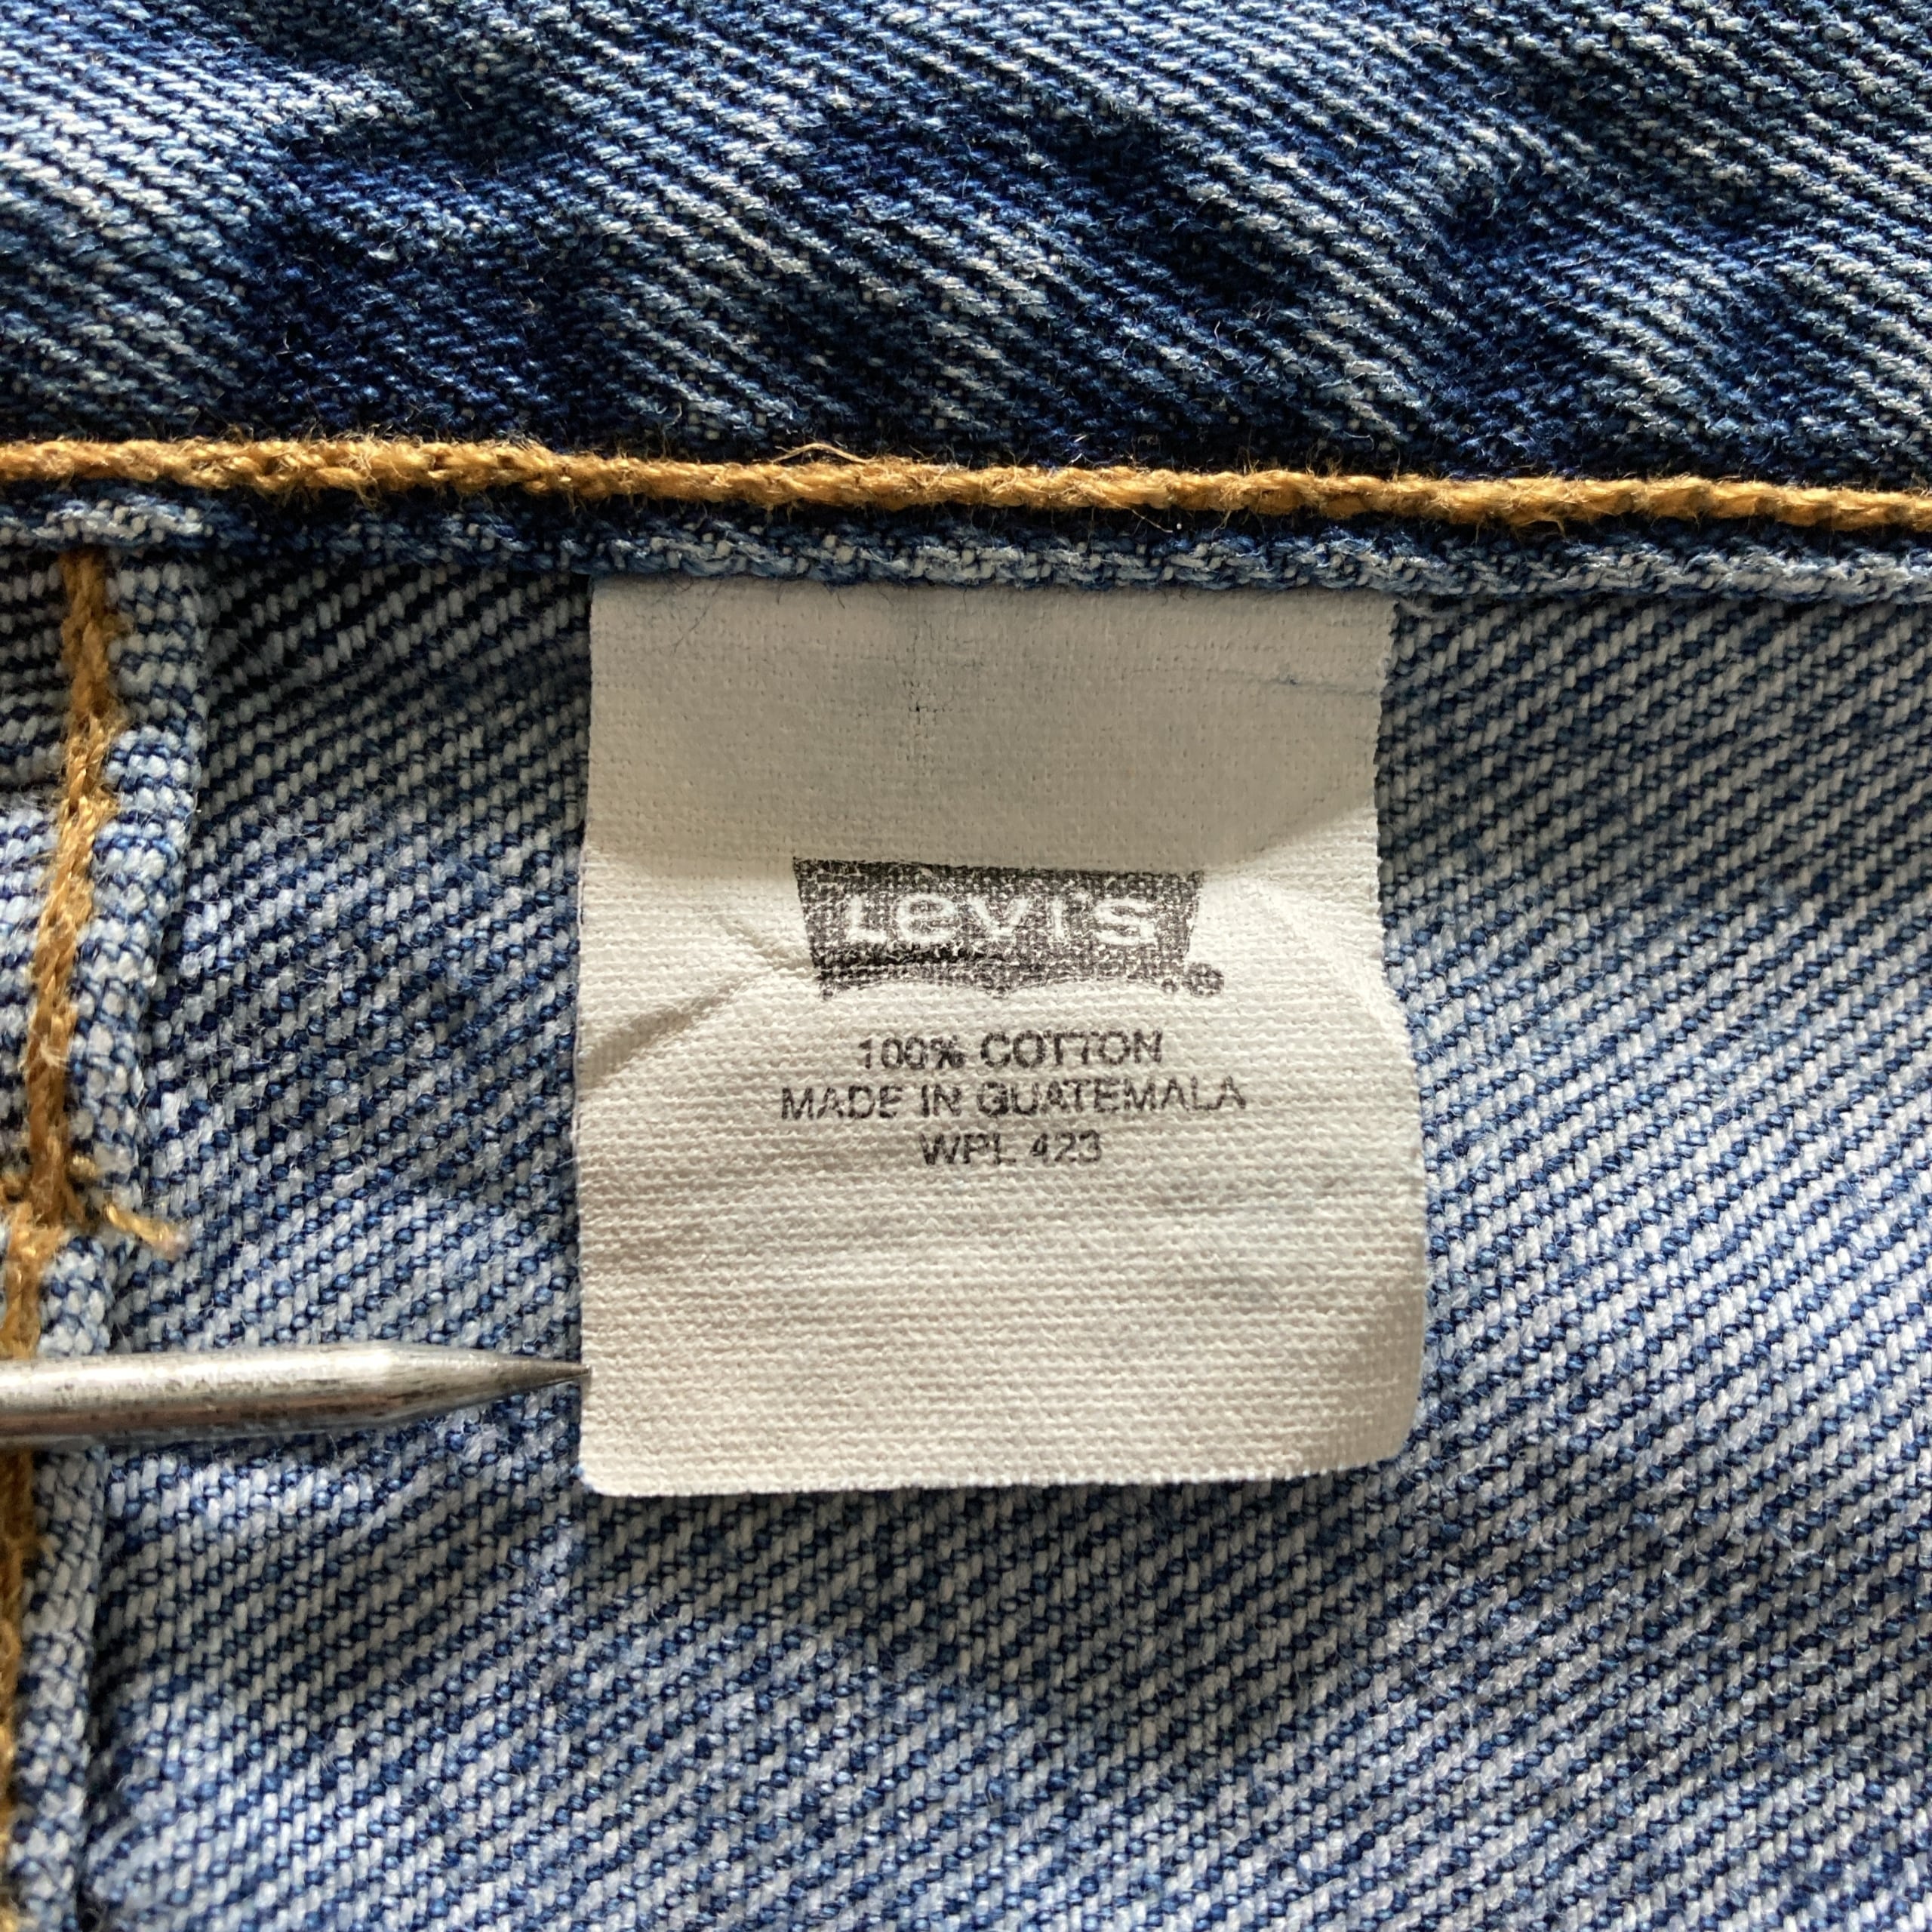 Levi's
100% COTTON
MADE IN GUATEMALA
WPL 423